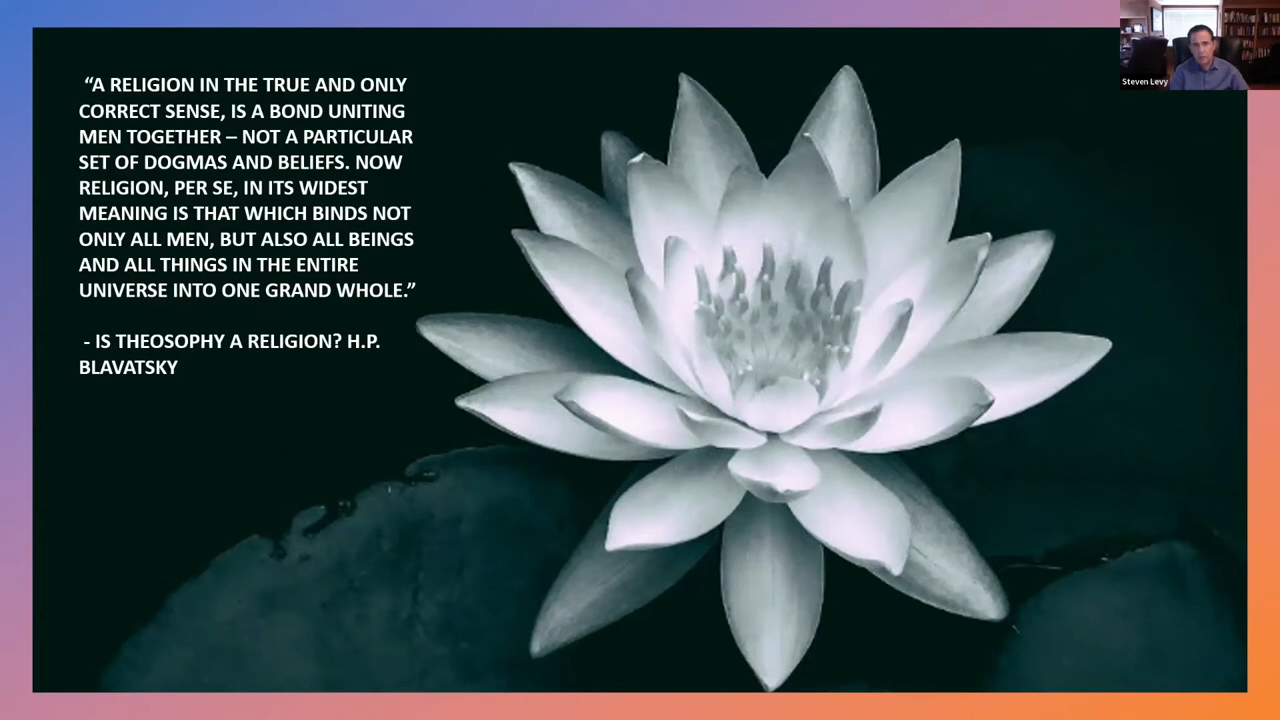 “A RELIGION IN THE TRUE AND ONLY
CORRECT SENSE, IS A BOND UNITING
MEN TOGETHER – NOT A PARTICULAR
SET OF DOGMAS AND BELIEFS. NOW
RELIGION, PER SE, IN ITS WIDEST
MEANING IS THAT WHICH BINDS NOT
ONLY ALL MEN, BUT ALSO ALL BEINGS
AND ALL THINGS IN THE ENTIRE
UNIVERSE INTO ONE GRAND WHOLE.”
- IS THEOSOPHY A RELIGION? H.P.
BLAVATSKY
Steven Levy